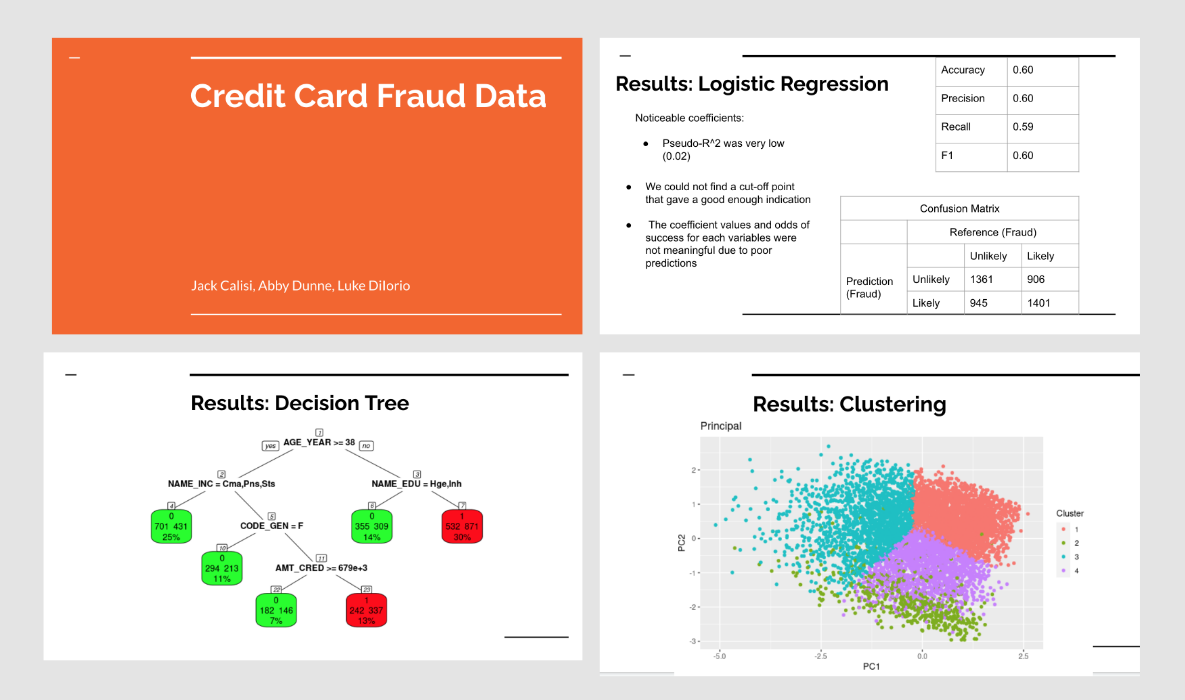 Credit Card Fraud Data
Jack Calisi, Abby Dunne, Luke DiIorio
Results: Logistic Regression
Noticeable coefficients:
● Pseudo-R^2 was very low
(0.02)
● We could not find a cut-off point
that gave a good enough indication
● The coefficient values and odds of
success for each variables were
not meaningful due to poor
predictions
Accuracy 0.60
Precision 0.60
Recall 0.59
F1 0.60
Confusion Matrix
Reference (Fraud)
Unlikely Likely
Prediction
(Fraud)
Unlikely 1361 906
Likely 945 1401
Results: Decision Tree
1
yes AGE_YEAR >= 38 no
2 3
NAME_INC = Cma,Pns,Sts NAME_EDU = Hge,Inh
4 5 6 7
0
701 431
25%
CODE_GEN = F
0
355 309
14%
1
532 871
30%
10 11
0
294 213
11%
AMT_CRED >= 679e+3
22 23
0
182 146
7%
1
242 337
13%
Results: Clustering
Principal
PC2
2
1
0
-1
-2
-3
-5.0 -2.5 0.0 2.5
PC1
Cluster
1
2
3
4